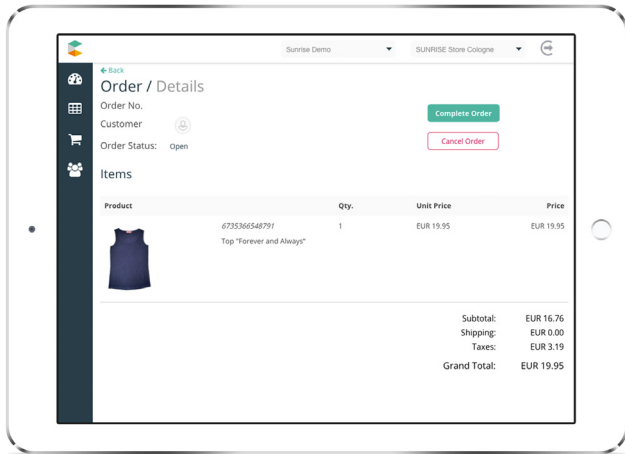 Sunrise Demo
SUNRISE Store Cologne
Back
Order / Details
Order No.
Customer
Order Status: Open
Complete Order
Cancel Order
Items
Product Qty. Unit Price Price
6735366548791 1 EUR 19.95 EUR 19.95
Top "Forever and Always"
Subtotal: EUR 16.76
Shipping: EUR 0.00
Taxes: EUR 3.19
Grand Total: EUR 19.95